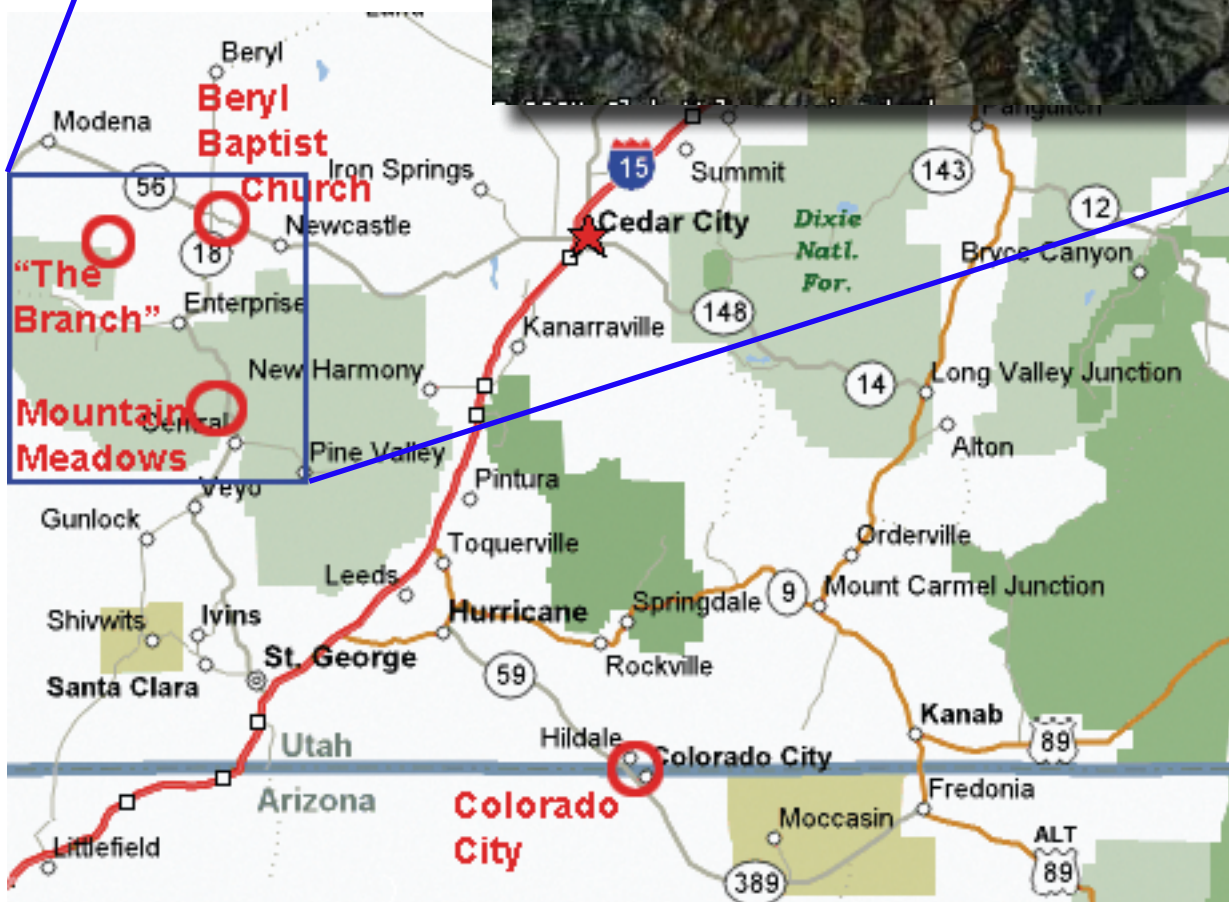 Beryl
Beryl
Baptist
Church
Modena
56
Iron Springs
15
Summit
Panguitch
143
12
Newcastle
Cedar City
Dixie
Natl.
For.
Bryce Canyon
18
“The
Branch”
Enterprise
148
Kanarraville
New Harmony
14
Long Valley Junction
Mountain
Meadows
Central
Pine Valley
Alton
Veyo
Pintura
Gunlock
Toquerville
Orderville
Leeds
Springdale
9
Mount Carmel Junction
Shivwits
Ivins
Hurricane
St. George
Rockville
Santa Clara
59
Kanab
Hildale
89
Utah
Colorado City
Arizona
Colorado
City
Fredonia
Moccasin
ALT
89
Littlefield
389